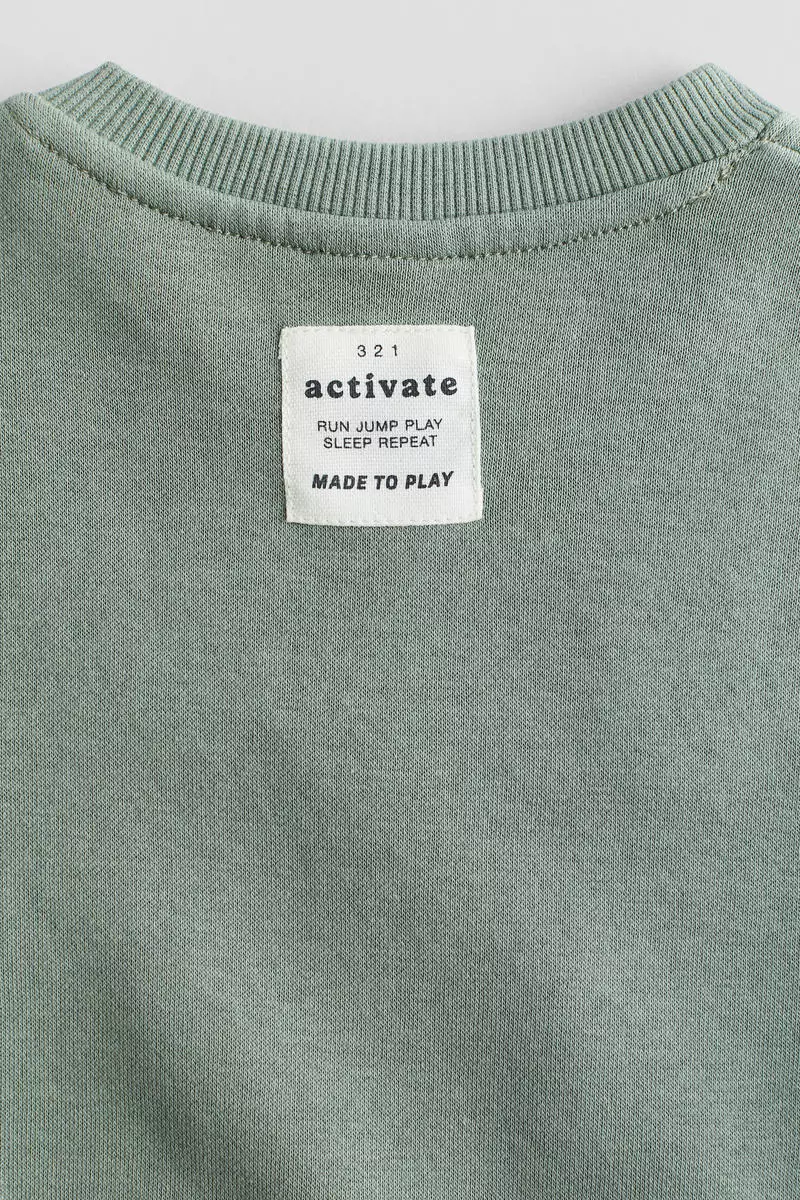 3 2 1
activate
RUN JUMP PLAY
SLEEP REPEAT
MADE TO PLAY